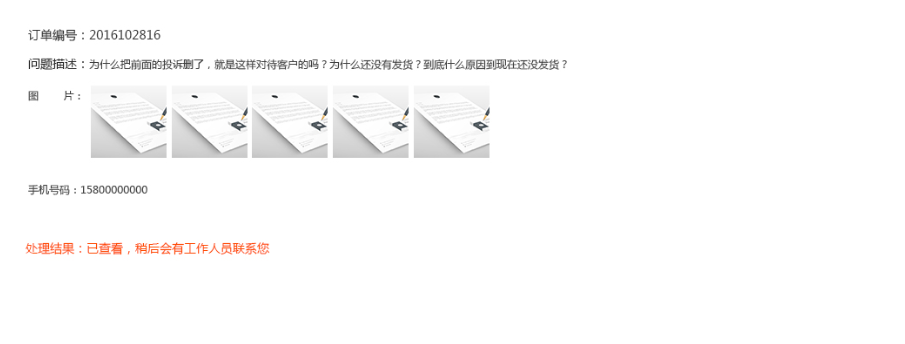 订单编号：2016102816
问题描述：为什么把前面的投诉删了，就是这样对待客户的吗？为什么还没有发货？到底什么原因到现在还没发货？
图 片：
手机号码：15800000000
处理结果：已查看，稍后会有工作人员联系您